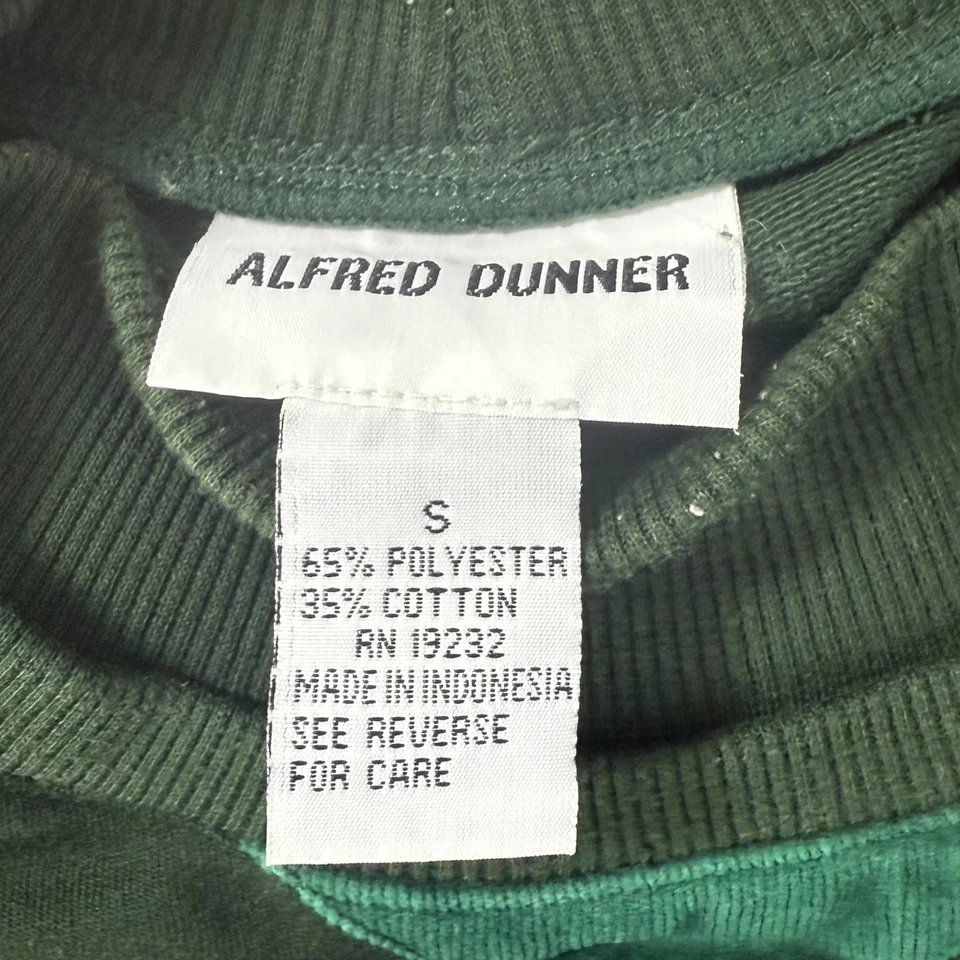 ALFRED DUNNER
S
65% POLYESTER
35% COTTON
RN 19232
MADE IN INDONESIA
SEE REVERSE
FOR CARE